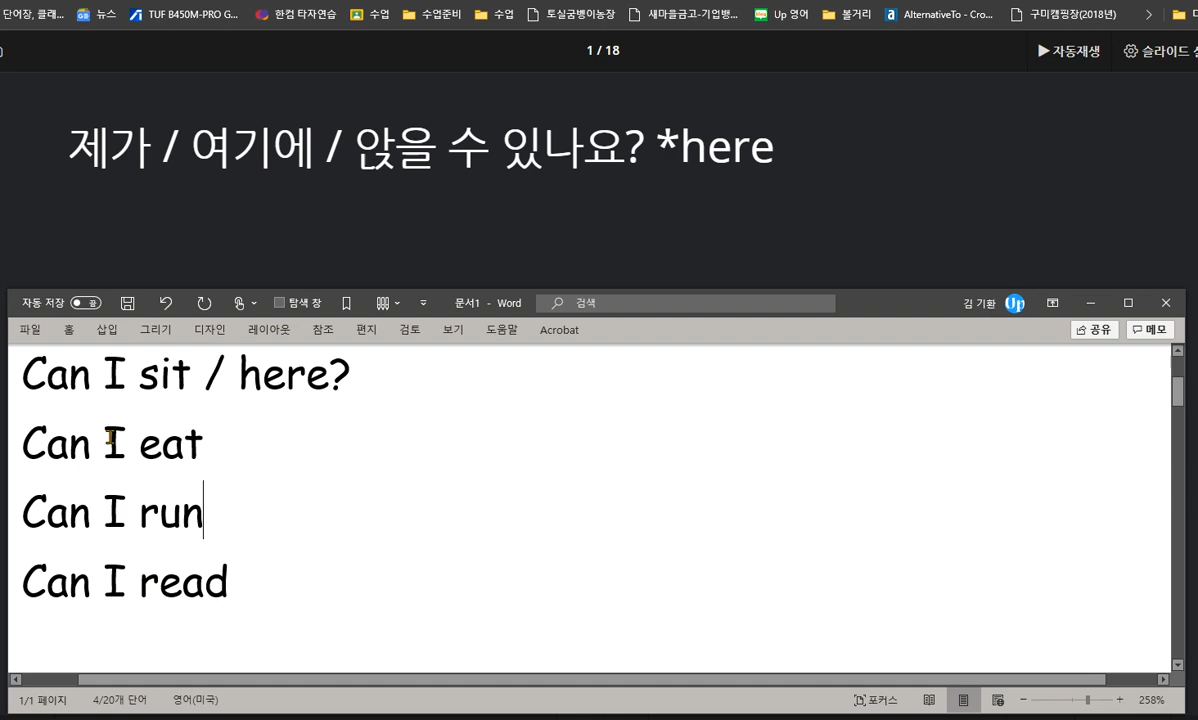 단어장, 클래... 뉴스 TUF B450M-PRO G... 한컴 타자연습 수업 수업준비 수업 토실굼벵이농장 새마을금고-기업뱅... Up 영어 볼거리 AlternativeTo - Cro... 구미캠핑장(2018년)
1 / 18 자동재생 슬라이드
제가 / 여기에 / 앉을 수 있나요? *here
자동 저장 끔 탐색 창 문서1 - Word 검색 김 기환 Up
파일 홈 삽입 그리기 디자인 레이아웃 참조 편지 검토 보기 도움말 Acrobat 공유 메모
Can I sit / here?
Can I eat
Can I run
Can I read
1/1 페이지 4/20개 단어 영어(미국) 포커스 258%